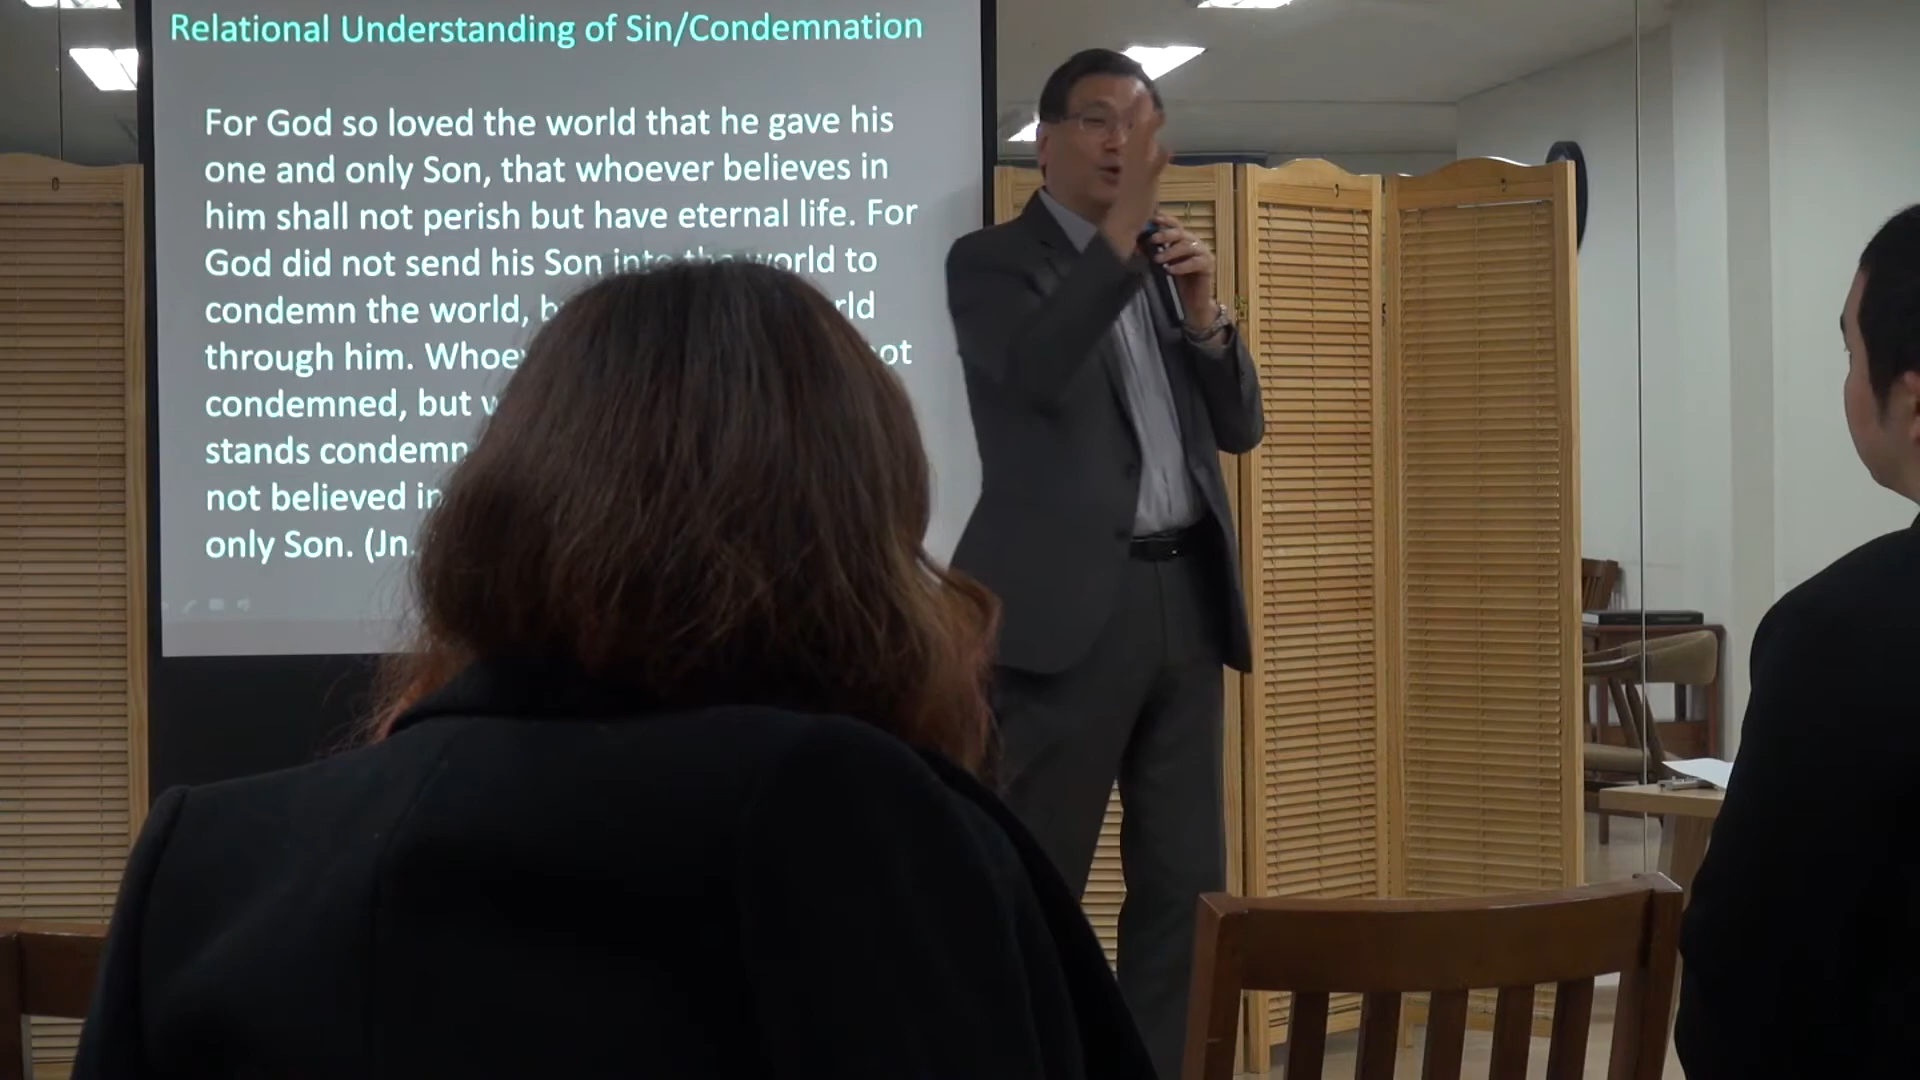 Relational Understanding of Sin/Condemnation
For God so loved the world that he gave his
one and only Son, that whoever believes in
him shall not perish but have eternal life. For
God did not send his Son into the world to
condemn the world,
through him.
condemned, but
stands
not believed
only Son. (Jn.